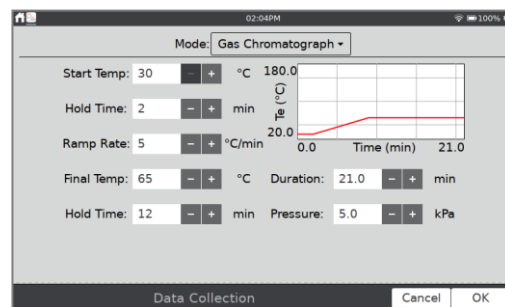 02:04PM 100%
Mode: Gas Chromatograph
Start Temp: 30 - + °C
Hold Time: 2 - + min
Ramp Rate: 5 - + °C/min
Final Temp: 65 - + °C
Hold Time: 12 - + min
180.0
Te (°C)
20.0
0.0 Time (min) 21.0
Duration: 21.0 - + min
Pressure: 5.0 - + kPa
Data Collection Cancel OK